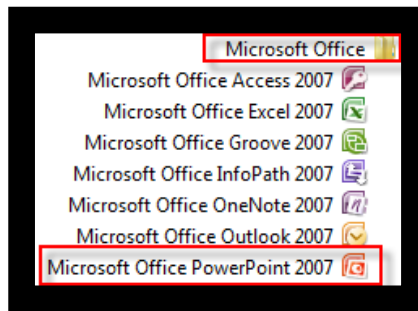 Microsoft Office
Microsoft Office Access 2007
Microsoft Office Excel 2007
Microsoft Office Groove 2007
Microsoft Office InfoPath 2007
Microsoft Office OneNote 2007
Microsoft Office Outlook 2007
Microsoft Office PowerPoint 2007